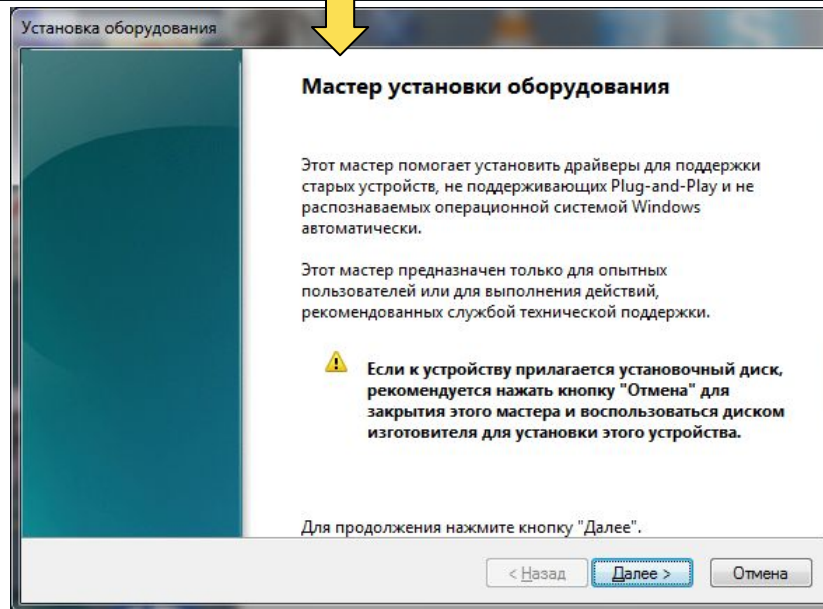 Установка оборудования
Мастер установки оборудования
Этот мастер помогает установить драйверы для поддержки
старых устройств, не поддерживающих Plug-and-Play и не
распознаваемых операционной системой Windows
автоматически.
Этот мастер предназначен только для опытных
пользователей или для выполнения действий,
рекомендованных службой технической поддержки.
Если к устройству прилагается установочный диск,
рекомендуется нажать кнопку "Отмена" для
закрытия этого мастера и воспользоваться диском
изготовителя для установки этого устройства.
Для продолжения нажмите кнопку "Далее".
< Назад Далее > Отмена